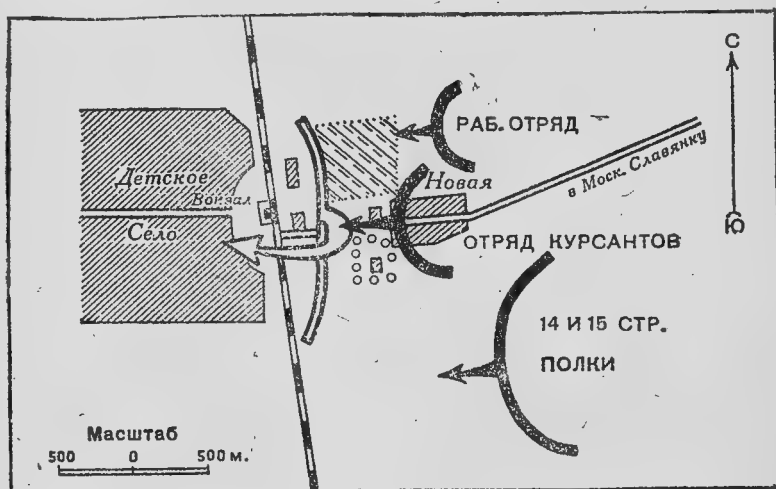 С
РАБ. ОТРЯД
в Моск. Славянку
Детское
Новая
Вокзал
Село
Ю
ОТРЯД КУРСАНТОВ
14 И 15 СТР.
ПОЛКИ
Масштаб
500 0 500 м.